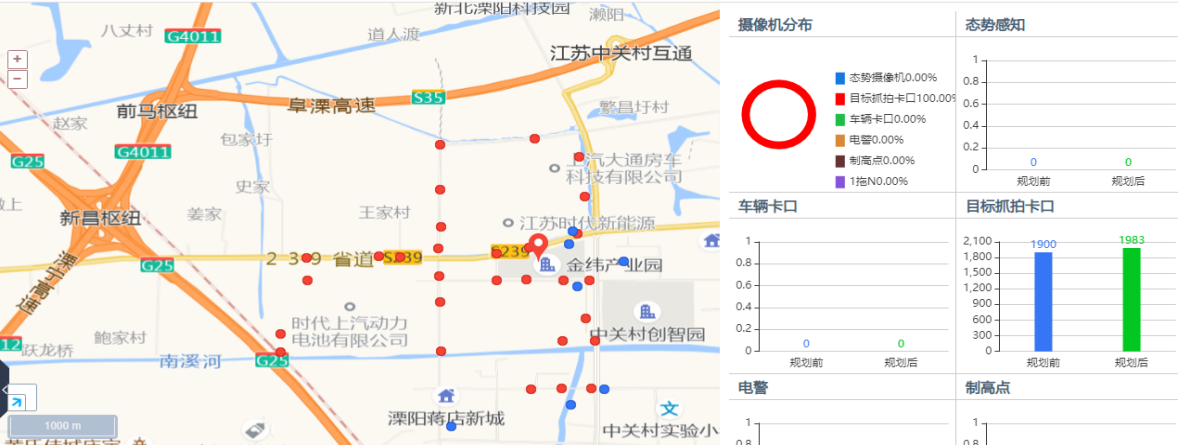 新北溧阳科技园
濑阳
八丈村
G4011
道人渡
江苏中关村互通
+
−
前马枢纽
阜溧高速
S35
繁昌圩村
赵家
包家圩
G4011
G25
上汽大通房车
科技有限公司
史家
上
新昌枢纽
姜家
王家村
江苏时代新能源
239 省道
S239
S239
G25
金纬产业园
溧宁高速
时代上汽动力
电池有限公司
中关村创智园
鲍家村
12
跃龙桥
南溪河
G25
1000 m
溧阳蒋店新城
文
中关村实验小
摄像机分布
态势摄像机0.00%
目标抓拍卡口100.00%
车辆卡口0.00%
电警0.00%
制高点0.00%
1拖N0.00%
态势感知
1
0.8
0.6
0.4
0.2
0
0
0
规划前
规划后
车辆卡口
1
0.8
0.6
0.4
0.2
0
0
0
规划前
规划后
目标抓拍卡口
2,100
1,800
1,500
1,200
900
600
300
0
1900
1983
规划前
规划后
电警
1
0.8
制高点
1
0.8